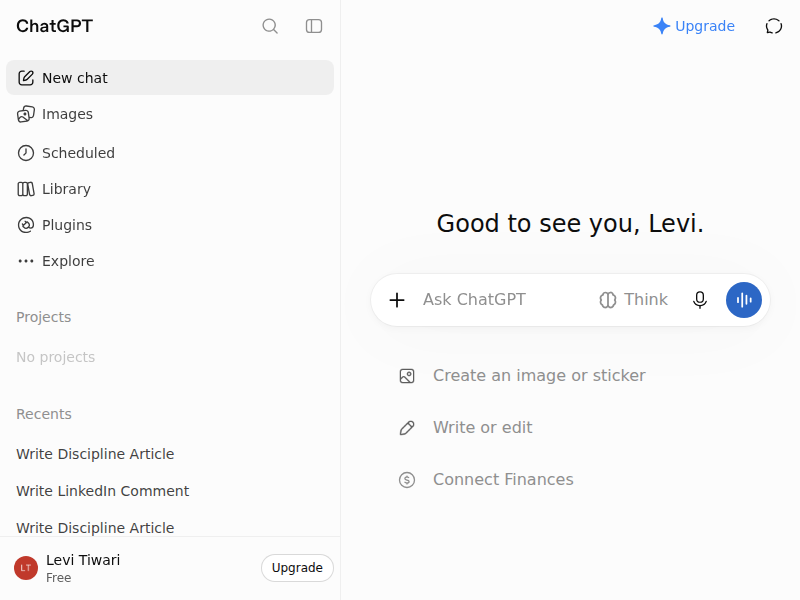 ChatGPT
New chat
Images
Scheduled
Library
Plugins
Explore
Projects
No projects
Recents
Write Discipline Article
Write LinkedIn Comment
Write Discipline Article
LT
Levi Tiwari
Free
Upgrade
Upgrade
Good to see you, Levi.
Ask ChatGPT
Think
Create an image or sticker
Write or edit
Connect Finances